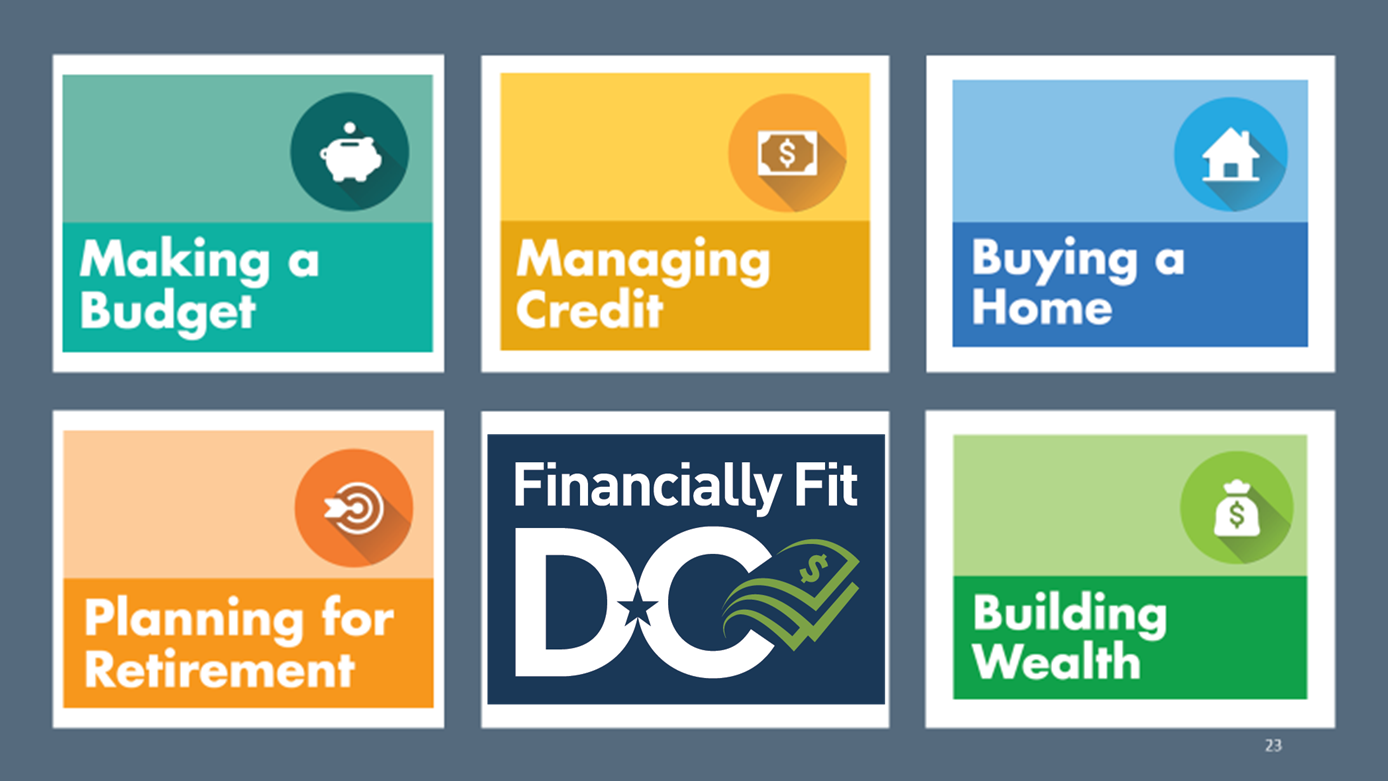 Making a
Budget
$
Managing
Credit
Buying a
Home
Planning for
Retirement
Financially Fit
DC
$
$
Building
Wealth
23